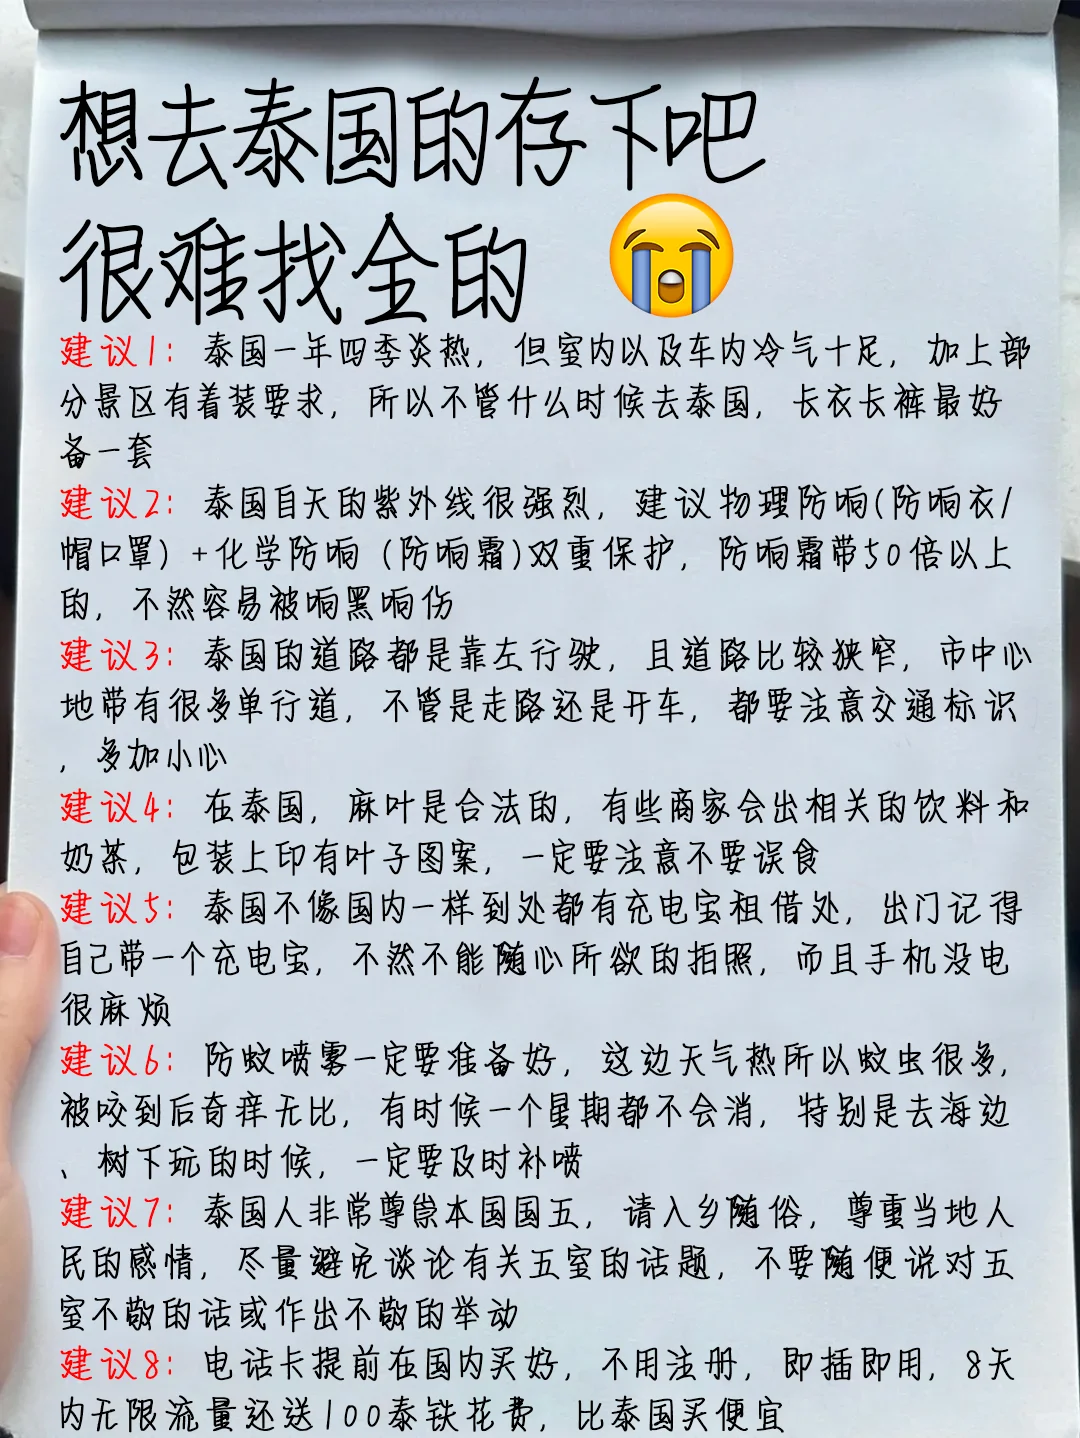 想去泰国的存下吧
很难找全的
建议1：泰国一年四季炎热，但室内以及车内冷气十足，加上部
分景区有着装要求，所以不管什么时候去泰国，长衣长裤最好
备一套
建议2：泰国自天的紫外线很强烈，建议物理防晌(防晌衣/
帽口罩）+化学防晌（防晌霜)双重保护，防晌霜带50倍以上
的，不然容易被晌黑晌伤
建议3：泰国的道路都是靠左行驶，且道路比较狭窄，市中心
地带有很多单行道，不管是走路还是开车，都要注意交通标识
，多加小心
建议4：在泰国，麻叶是合法的，有些商家会出相关的饮料和
奶茶，包装上印有叶子图案，一定要注意不要误食
建议5：泰国不像国内一样到处都有充电宝租借处，出门记得
自己带一个充电宝，不然不能随心所欲的拍照，而且手机没电
很麻烦
建议6：防蚊喷雾一定要准备好，这边天气热所以蚊虫很多，
被咬到后奇痒无比，有时候一个星期都不会消，特别是去海边
、树下玩的时候，一定要及时补喷
建议7：泰国人非常尊崇本国国五，请入乡随俗，尊重当地人
民的感情，尽量避免谈论有关五室的话题，不要随便说对五
室不敬的话或作出不敬的举动
建议8：电话卡提前在国内买好，不用注册，即插即用，8天
内无限流量还送100泰铢花费，比泰国买便宜